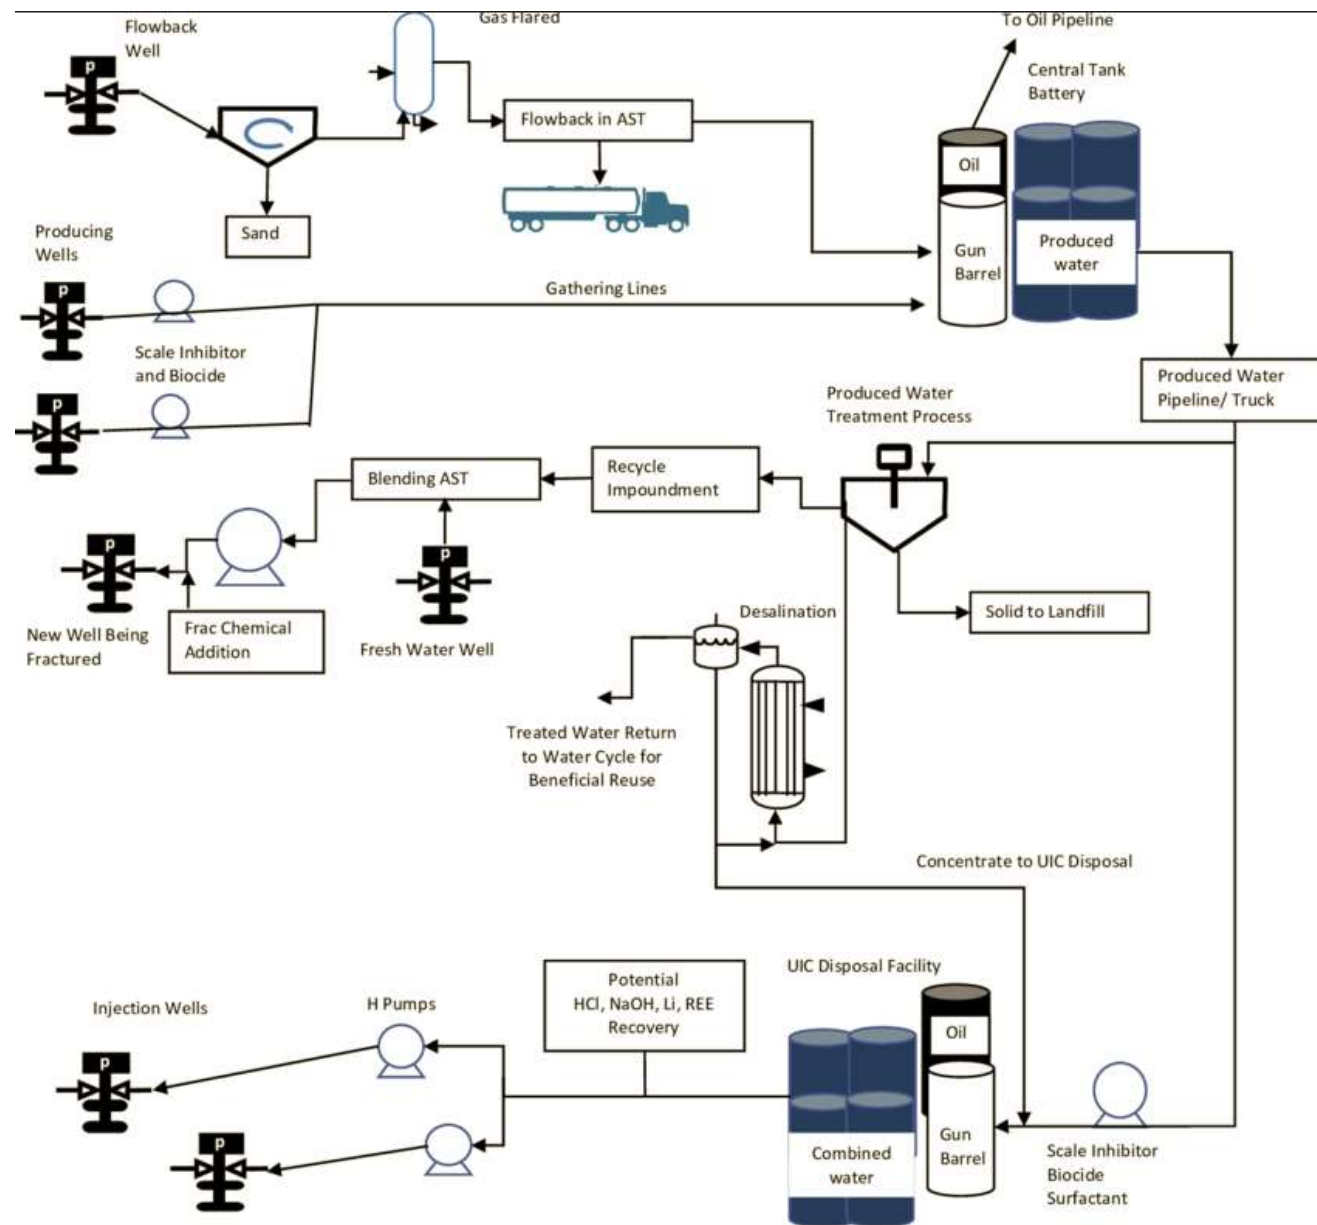 Flowback
Well
Gas Flared
To Oil Pipeline
Central Tank
Battery
p
Flowback in AST
Oil
Sand
Gun
Barrel
Produced
water
Producing
Wells
p
Gathering Lines
Scale Inhibitor
and Biocide
p
Produced Water
Pipeline/ Truck
Produced Water
Treatment Process
Recycle
Impoundment
Blending AST
p
p
New Well Being
Fractured
Frac Chemical
Addition
Fresh Water Well
Desalination
Solid to Landfill
Treated Water Return
to Water Cycle for
Beneficial Reuse
Concentrate to UIC Disposal
UIC Disposal Facility
Potential
HCl, NaOH, Li, REE
Recovery
Injection Wells
H Pumps
p
p
Oil
Gun
Barrel
Combined
water
Scale Inhibitor
Biocide
Surfactant